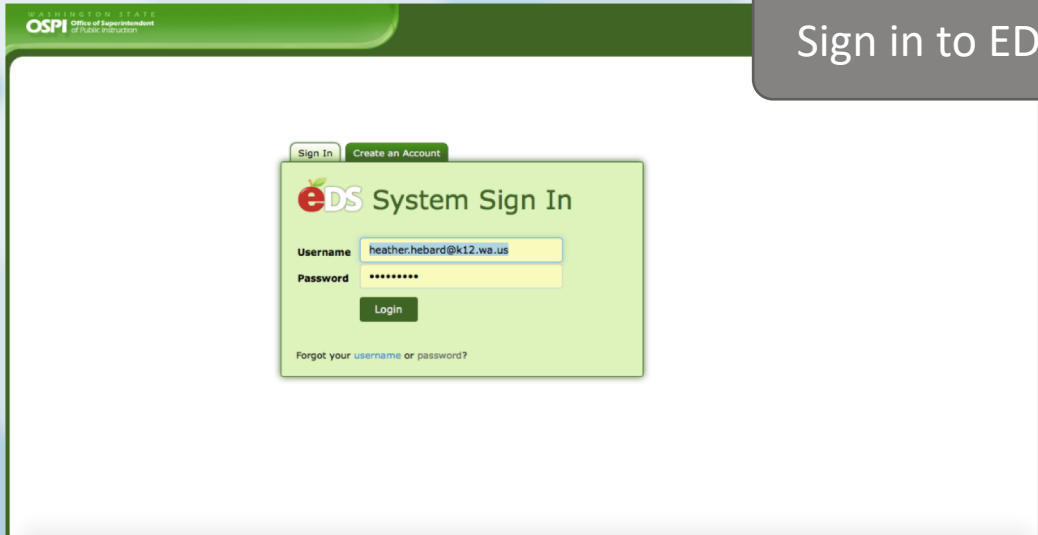 WASHINGTON STATE
OSPI Office of Superintendent
of Public Instruction
Sign in to ED
Sign In
Create an Account
eDS System Sign In
Username heather.hebard@k12.wa.us
Password •••••••••
Login
Forgot your username or password?